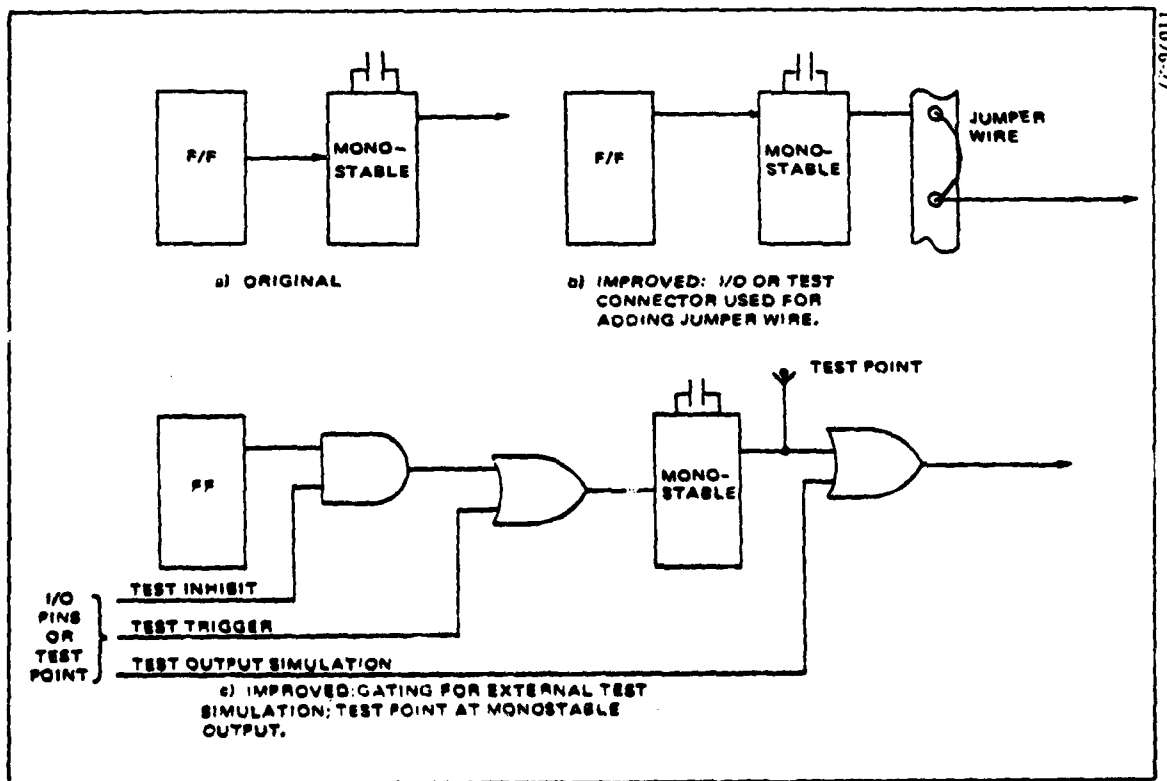 F/F
MONO-
STABLE
a) ORIGINAL
F/F
MONO-
STABLE
JUMPER
WIRE
b) IMPROVED: I/O OR TEST
CONNECTOR USED FOR
ADDING JUMPER WIRE.
TEST POINT
FF
MONO-
STABLE
I/O
PINS
OR
TEST
POINT
TEST INHIBIT
TEST TRIGGER
TEST OUTPUT SIMULATION
c) IMPROVED: GATING FOR EXTERNAL TEST
SIMULATION; TEST POINT AT MONOSTABLE
OUTPUT.